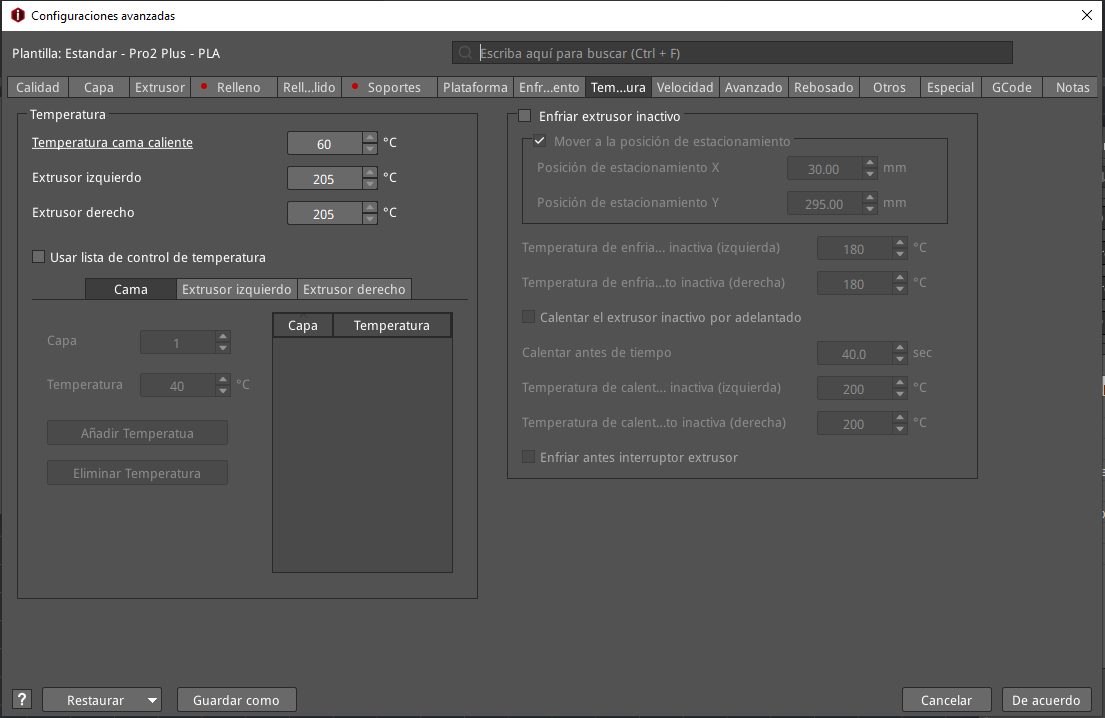 Configuraciones avanzadas
Plantilla: Estandar - Pro2 Plus - PLA
Escriba aquí para buscar (Ctrl + F)
Calidad Capa Extrusor Relleno Rell...lido Soportes Plataforma Enfr...ento Tem...ura Velocidad Avanzado Rebosado Otros Especial GCode Notas
Temperatura
Temperatura cama caliente 60 °C
Extrusor izquierdo 205 °C
Extrusor derecho 205 °C
Usar lista de control de temperatura
Cama Extrusor izquierdo Extrusor derecho
Capa 1
Temperatura 40 °C
Añadir Temperatua
Eliminar Temperatura
Capa Temperatura
Enfriar extrusor inactivo
Mover a la posición de estacionamiento
Posición de estacionamiento X 30.00 mm
Posición de estacionamiento Y 295.00 mm
Temperatura de enfria... inactiva (izquierda) 180 °C
Temperatura de enfria...to inactiva (derecha) 180 °C
Calentar el extrusor inactivo por adelantado
Calentar antes de tiempo 40.0 sec
Temperatura de calent... inactiva (izquierda) 200 °C
Temperatura de calent...to inactiva (derecha) 200 °C
Enfriar antes interruptor extrusor
? Restaurar Guardar como Cancelar De acuerdo